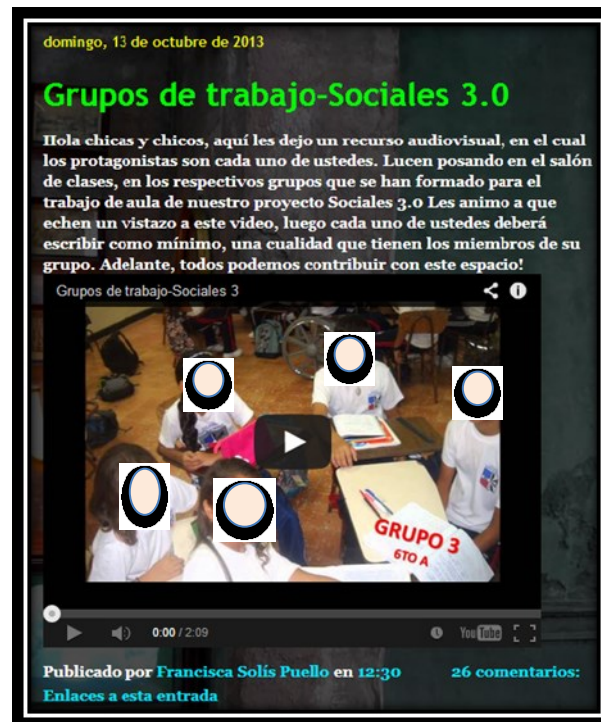 domingo, 13 de octubre de 2013
Grupos de trabajo-Sociales 3.0
Hola chicas y chicos, aquí les dejo un recurso audiovisual, en el cual
los protagonistas son cada uno de ustedes. Lucen posando en el salón
de clases, en los respectivos grupos que se han formado para el
trabajo de aula de nuestro proyecto Sociales 3.0 Les animo a que
echen un vistazo a este video, luego cada uno de ustedes deberá
escribir como mínimo, una cualidad que tienen los miembros de su
grupo. Adelante, todos podemos contribuir con este espacio!
Grupos de trabajo-Sociales 3
GRUPO 3
6TO A
0:00 / 2:09
YouTube
Publicado por Francisca Solís Puello en 12:30 26 comentarios:
Enlaces a esta entrada